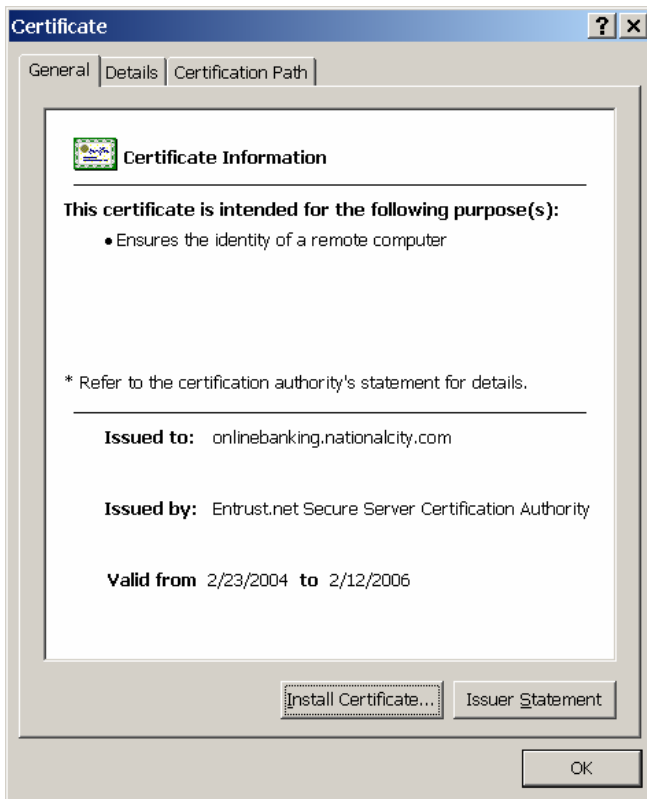 Certificate
General Details Certification Path
Certificate Information
This certificate is intended for the following purpose(s):
• Ensures the identity of a remote computer
* Refer to the certification authority's statement for details.
Issued to: onlinebanking.nationalcity.com
Issued by: Entrust.net Secure Server Certification Authority
Valid from 2/23/2004 to 2/12/2006
Install Certificate... Issuer Statement
OK